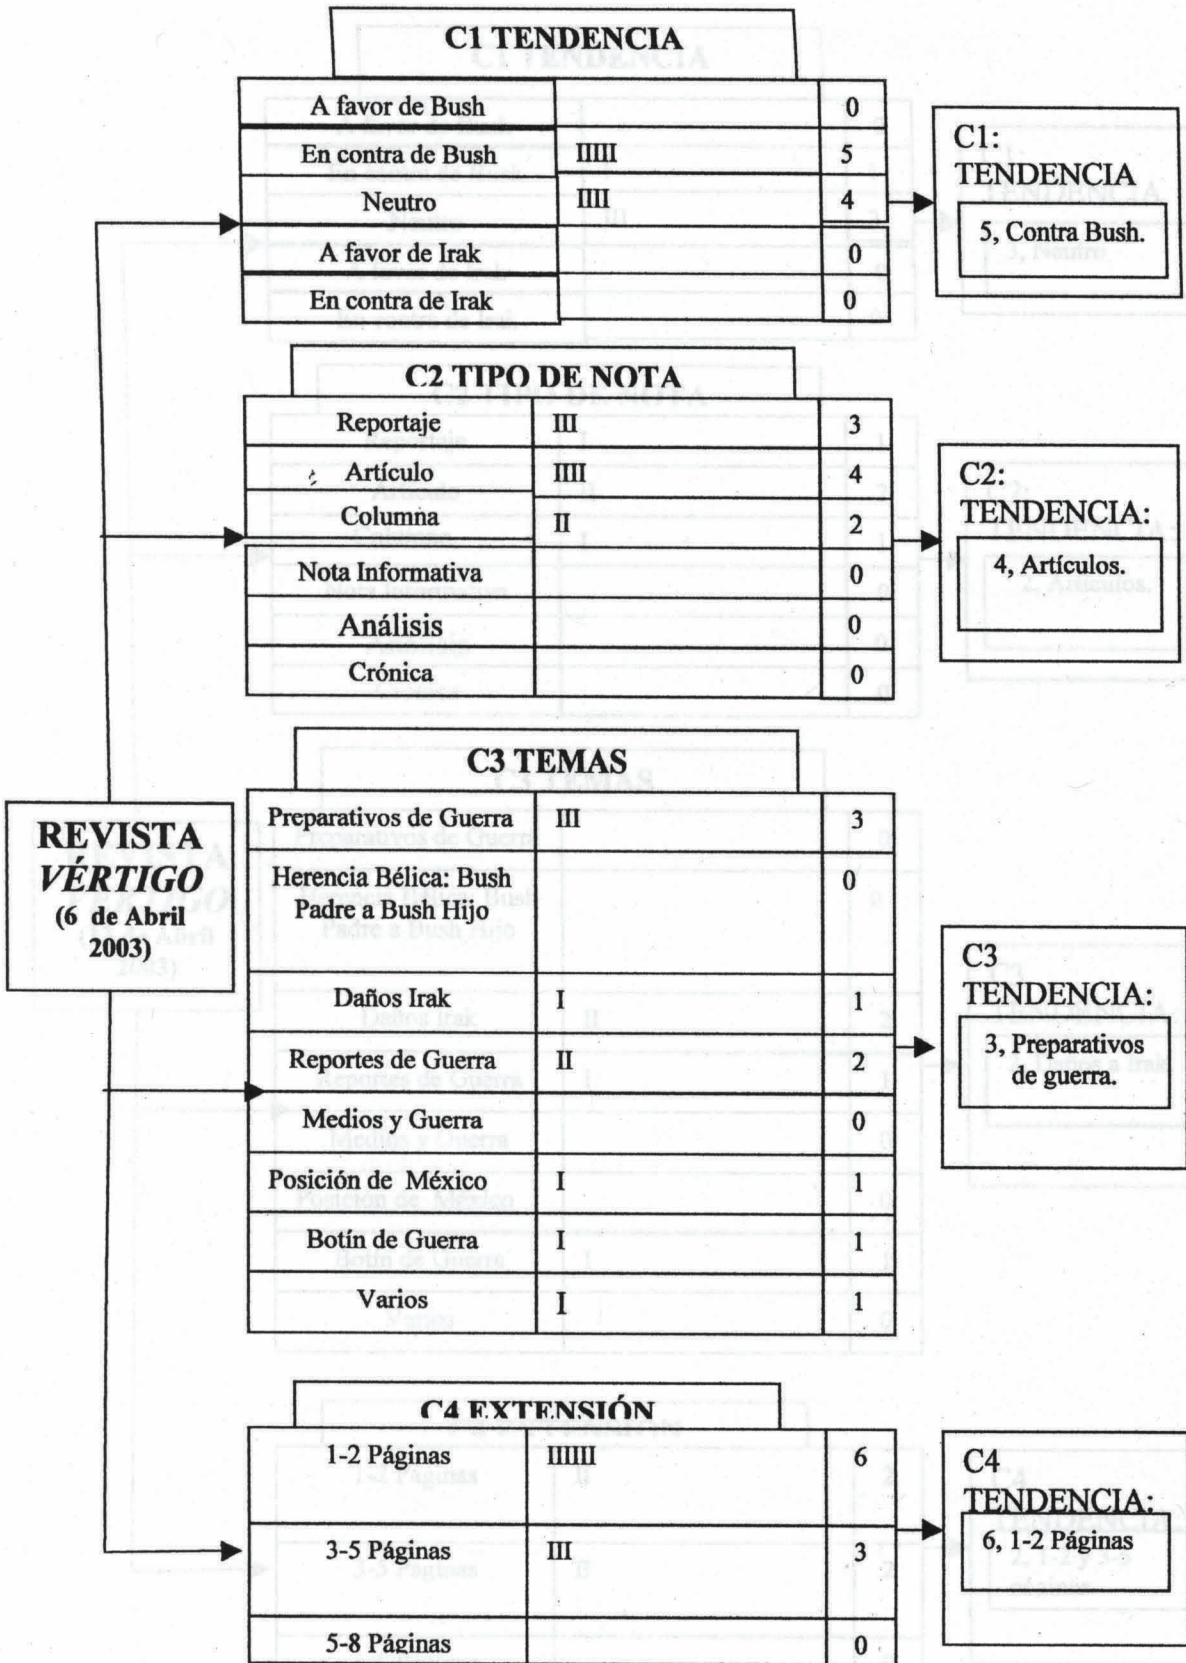 C1 TENDENCIA
A favor de Bush 0
En contra de Bush IIIII 5
Neutro IIII 4
A favor de Irak 0
En contra de Irak 0
C1:
TENDENCIA
5, Contra Bush.
C2 TIPO DE NOTA
Reportaje III 3
Artículo IIII 4
Columna II 2
Nota Informativa 0
Análisis 0
Crónica 0
C2:
TENDENCIA:
4, Artículos.
REVISTA
VÉRTIGO
(6 de Abril
2003)
C3 TEMAS
Preparativos de Guerra III 3
Herencia Bélica: Bush 0
Padre a Bush Hijo
Daños Irak I 1
Reportes de Guerra II 2
Medios y Guerra 0
Posición de México I 1
Botín de Guerra I 1
Varios I 1
C3
TENDENCIA:
3, Preparativos
de guerra.
C4 EXTENSIÓN
1-2 Páginas IIIIII 6
3-5 Páginas III 3
5-8 Páginas 0
C4
TENDENCIA:
6, 1-2 Páginas